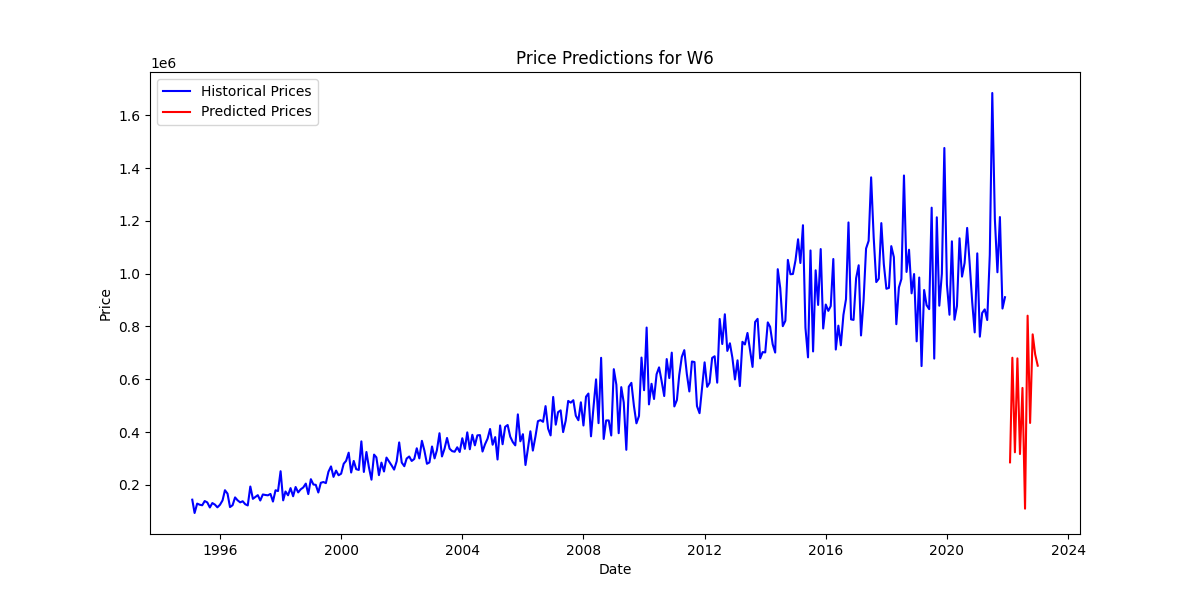 Price Predictions for W6
1e6
Historical Prices
Predicted Prices
1.6
1.4
1.2
1.0
0.8
0.6
0.4
0.2
Price
1996 2000 2004 2008 2012 2016 2020 2024
Date